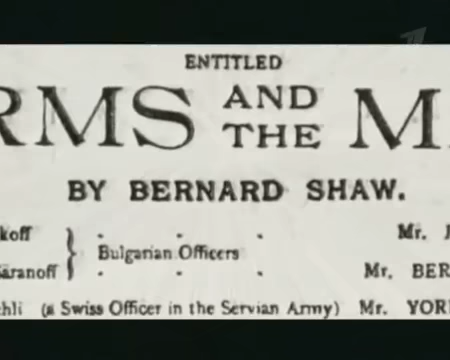 ENTITLED
RMS AND THE M
BY BERNARD SHAW.
koff
Bulgarian Officers Mr.
Saranoff Mr. BER
hli (a Swiss Officer in the Servian Army) Mr. YOR